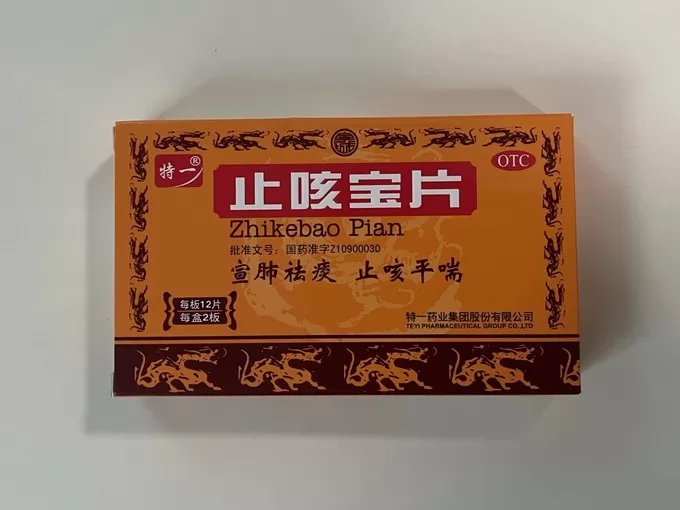 特一®
OTC
止咳宝片
Zhikebao Pian
批准文号：国药准字Z10900030
宣肺祛痰 止咳平喘
每板12片
每盒2板
特一药业集团股份有限公司
TEYI PHARMACEUTICAL GROUP CO.,LTD